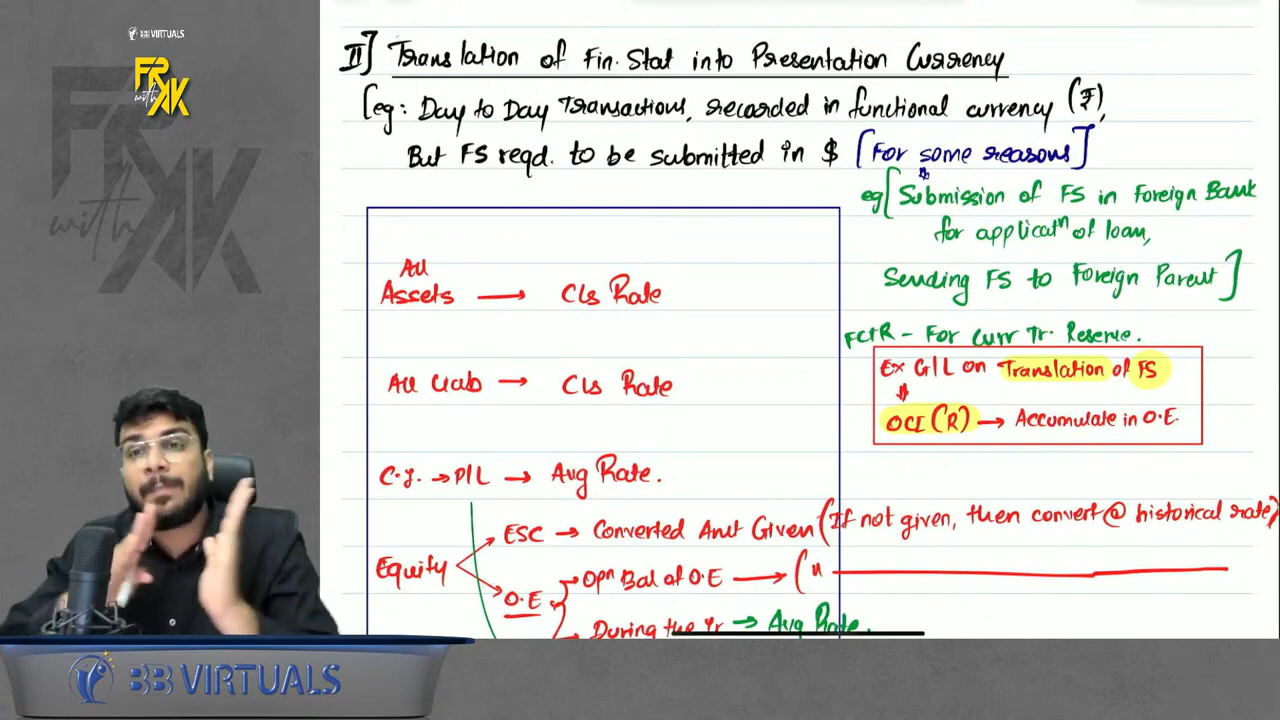 BB VIRTUALS
FR
with
AK
FR
with
AK
II] Translation of Fin. Stat into Presentation Currency
[eg: Day to Day Transactions, recorded in functional currency (₹),
But FS reqd. to be submitted in $ [For some reasons]
eg [Submission of FS in Foreign Bank
for applicatⁿ of loan,
Sending FS to Foreign Parent]
All
Assets → Cls Rate
FCTR - For Curr Tr. Reserve.
Ex G/L on Translation of FS
OCI (R) → Accumulate in O.E.
All Liab → Cls Rate
C.Y. → P/L → Avg Rate.
ESC → Converted Amt Given (If not given, then convert @ historical rate)
Equity
O.E
Opⁿ Bal of O.E → ( "
During the yr → Avg Rate.
BB VIRTUALS